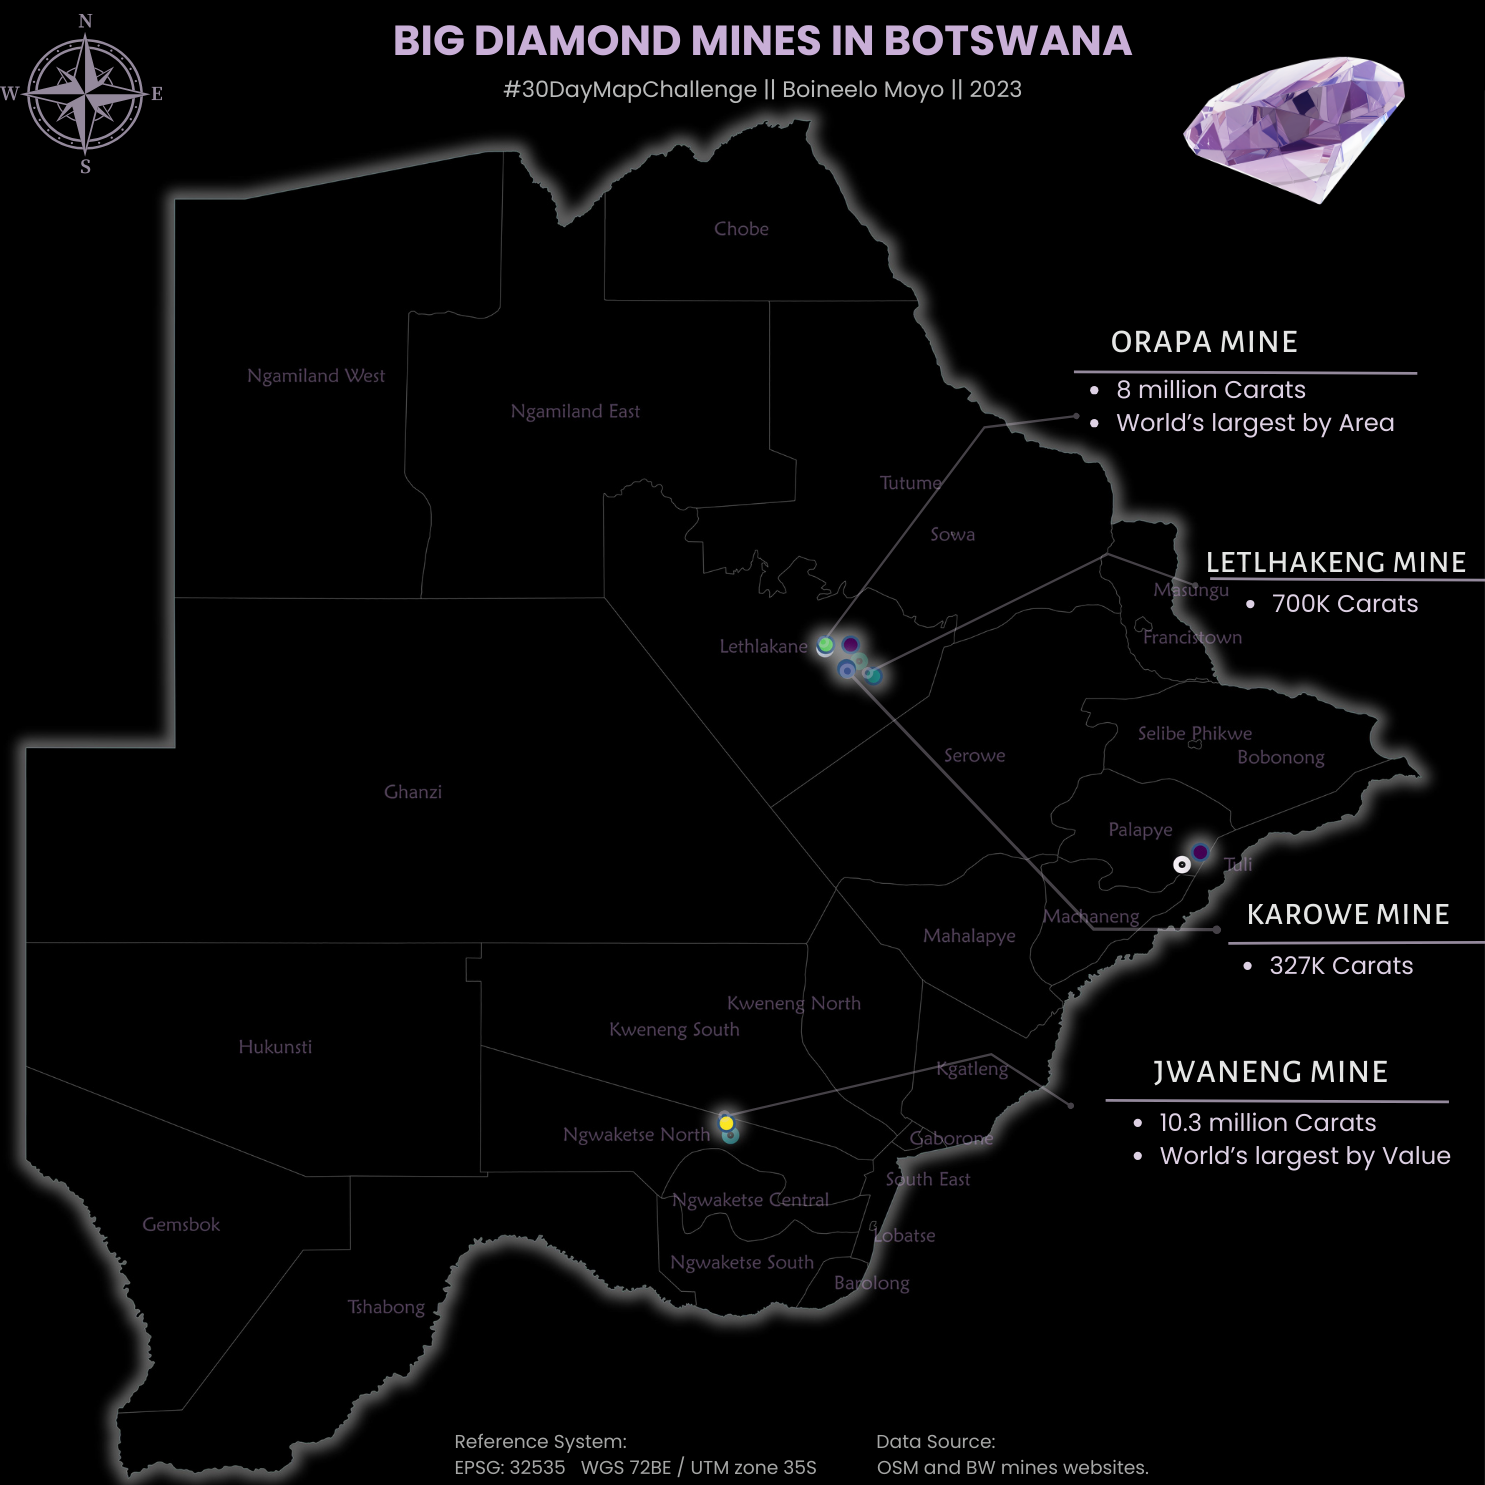 N
BIG DIAMOND MINES IN BOTSWANA
#30DayMapChallenge || Boineelo Moyo || 2023
W
E
S
Chobe
ORAPA MINE
Ngamiland West
• 8 million Carats
Ngamiland East
• World's largest by Area
Tutume
Sowa
LETLHAKENG MINE
Masungu
• 700K Carats
Francistown
Lethlakane
Selibe Phikwe
Serowe
Bobonong
Ghanzi
Palapye
Tuli
KAROWE MINE
Machaneng
Mahalapye
• 327K Carats
Kweneng North
Kweneng South
Hukunsti
Kgatleng
JWANENG MINE
• 10.3 million Carats
Ngwaketse North
Gaborone
• World's largest by Value
South East
Ngwaketse Central
Gemsbok
Lobatse
Ngwaketse South
Barolong
Tshabong
Reference System:
EPSG: 32535 WGS 72BE / UTM zone 35S
Data Source:
OSM and BW mines websites.